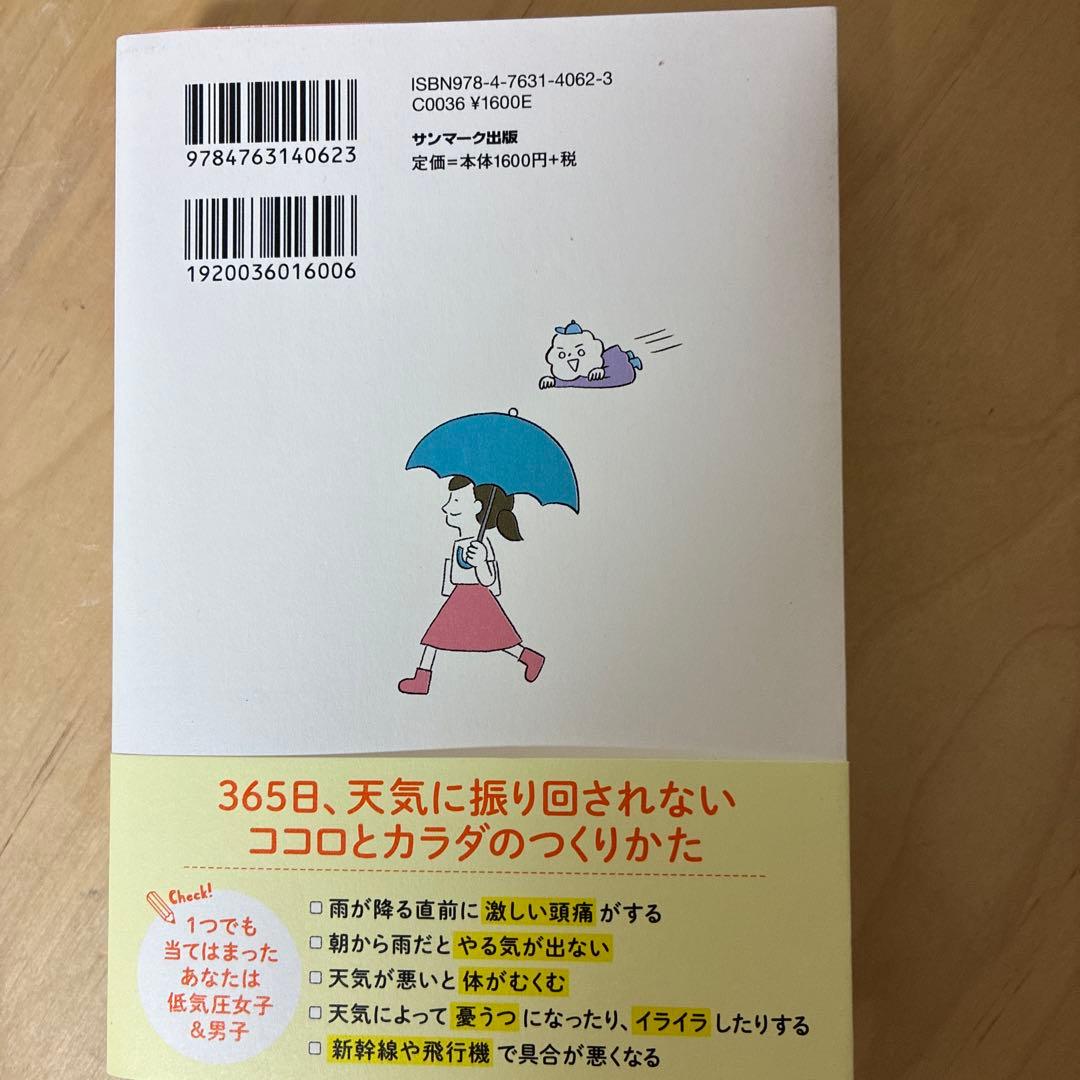 ISBN978-4-7631-4062-3
C0036 ¥1600E
サンマーク出版
定価=本体1600円+税
9784763140623
1920036016006
365日、天気に振り回されない
ココロとカラダのつくりかた
Check!
1つでも
当てはまった
あなたは
低気圧女子
&男子
□ 雨が降る直前に激しい頭痛がする
□ 朝から雨だとやる気が出ない
□ 天気が悪いと体がむくむ
□ 天気によって憂うつになったり、イライラしたりする
□ 新幹線や飛行機で具合が悪くなる